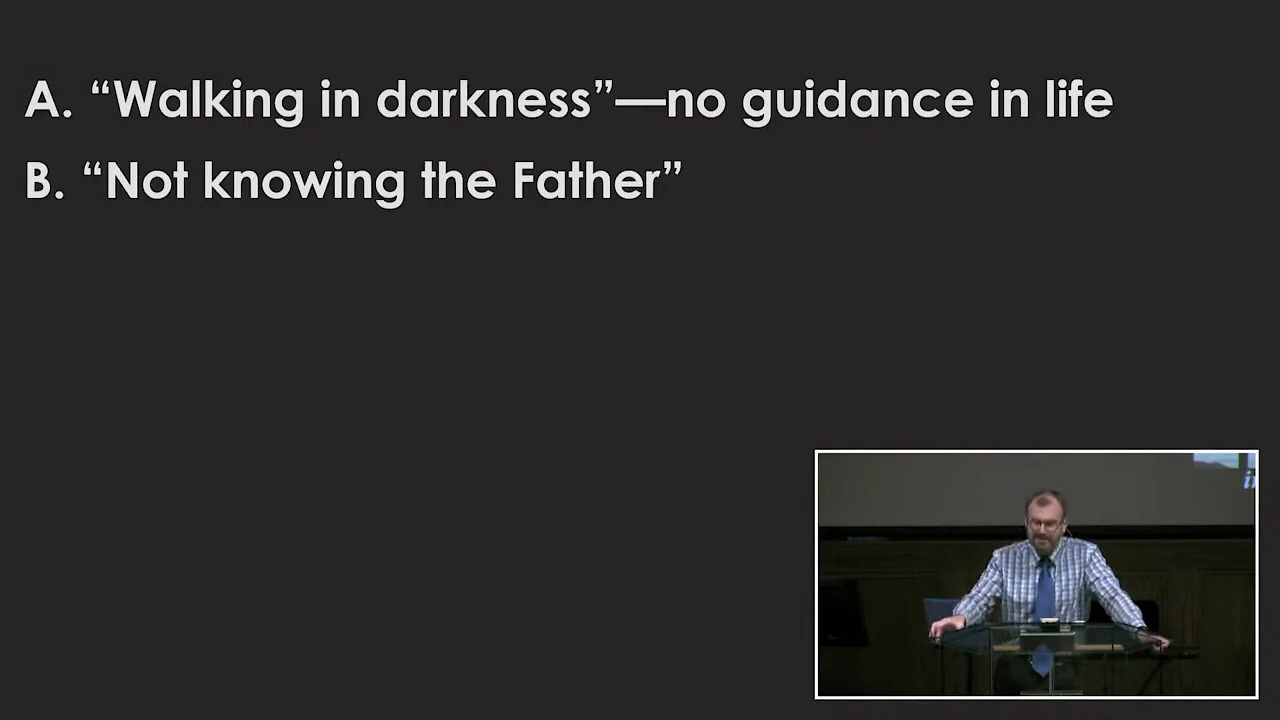 A. “Walking in darkness”—no guidance in life
B. “Not knowing the Father”